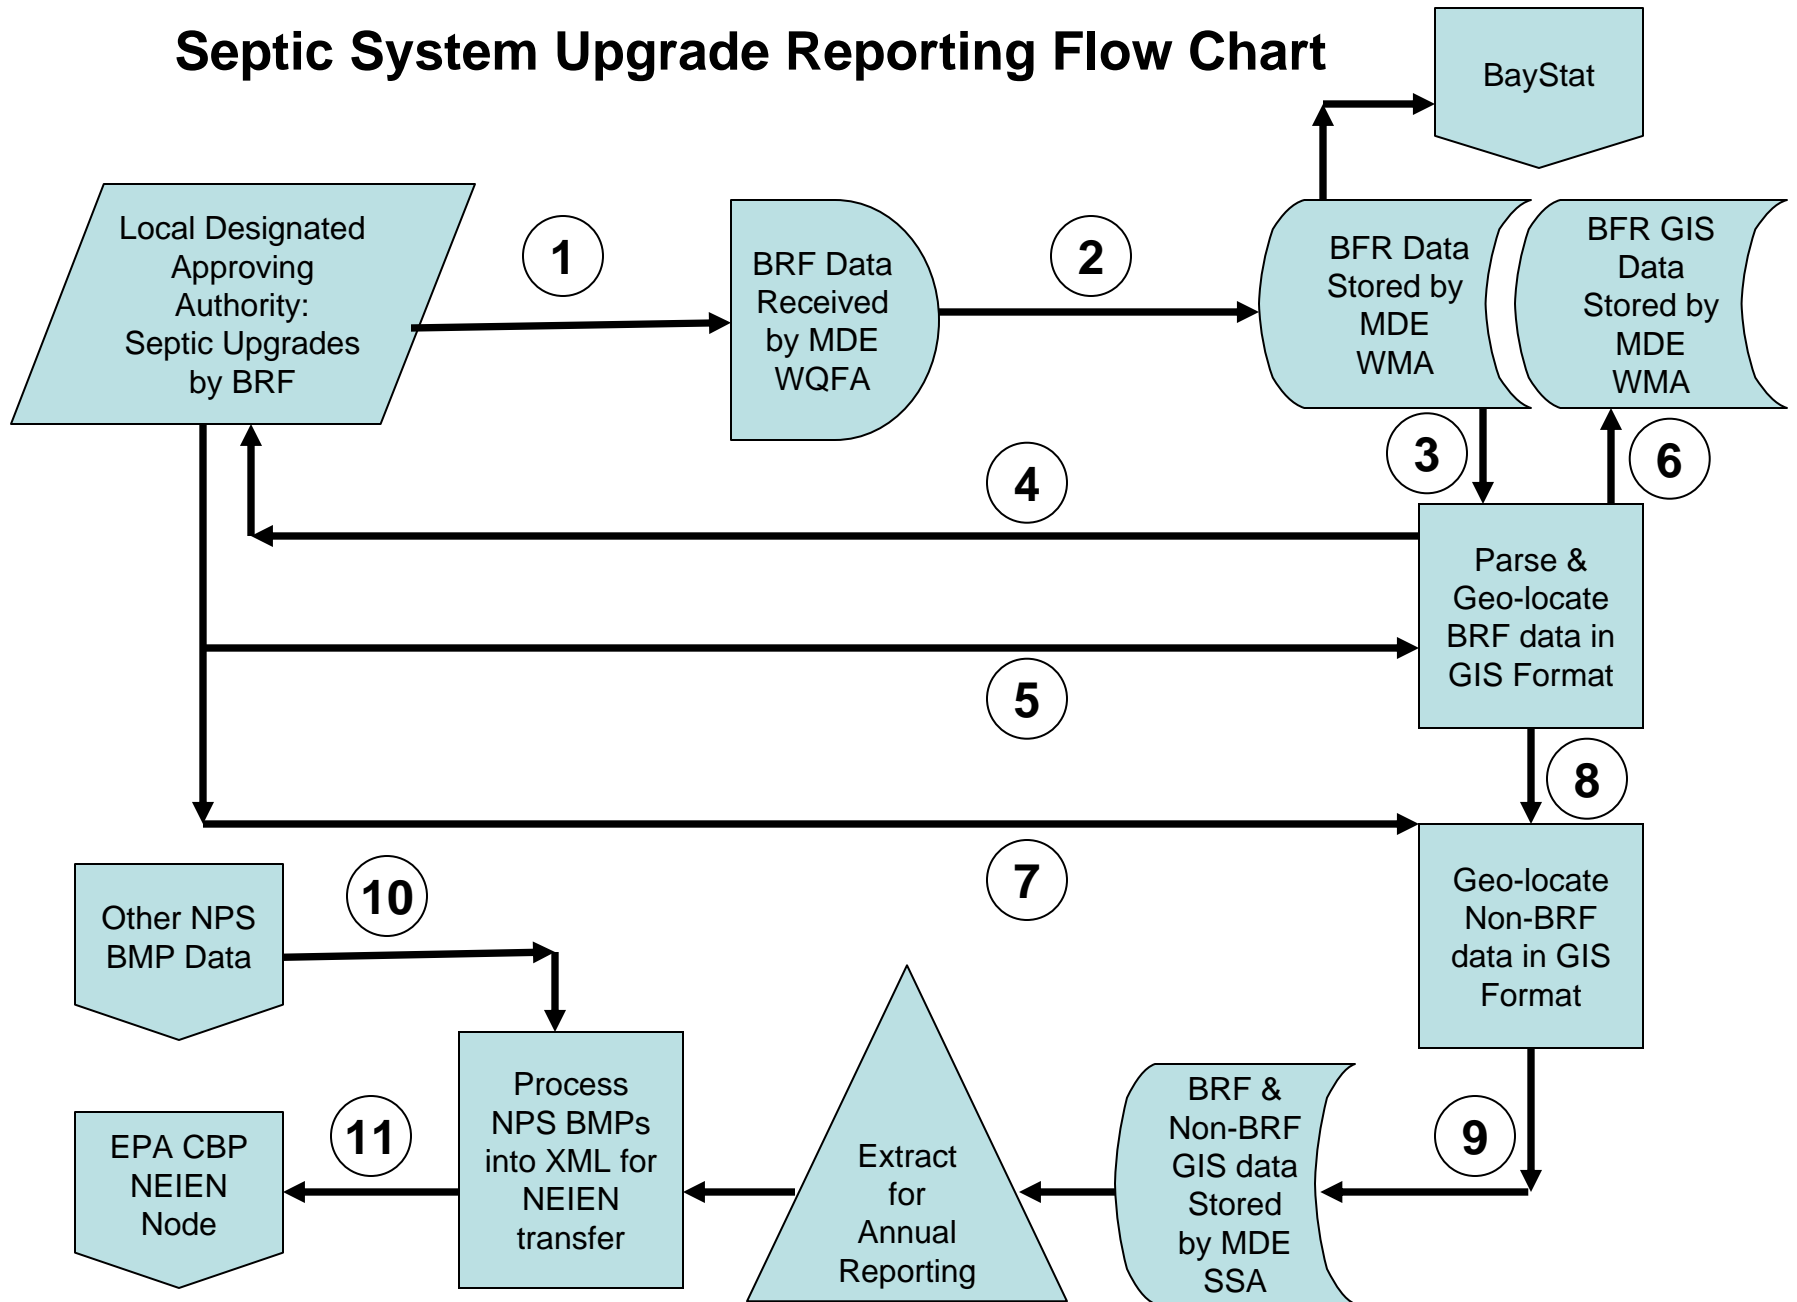 Septic System Upgrade Reporting Flow Chart
BayStat
Local Designated
Approving
Authority:
Septic Upgrades
by BRF
1
BRF Data
Received
by MDE
WQFA
2
BFR Data
Stored by
MDE
WMA
BFR GIS
Data
Stored by
MDE
WMA
3
6
4
Parse &
Geo-locate
BRF data in
GIS Format
5
8
7
Geo-locate
Non-BRF
data in GIS
Format
Other NPS
BMP Data
10
Process
NPS BMPs
into XML for
NEIEN
transfer
11
EPA CBP
NEIEN
Node
Extract
for
Annual
Reporting
BRF &
Non-BRF
GIS data
Stored
by MDE
SSA
9